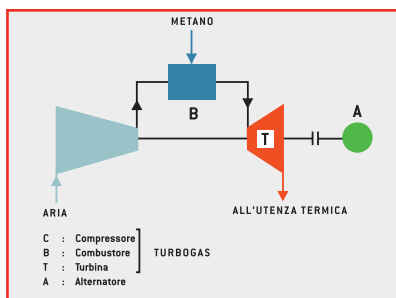 METANO
B
A
T
ARIA
ALL'UTENZA TERMICA
C : Compressore
B : Combustore
T : Turbina
A : Alternatore
TURBOGAS